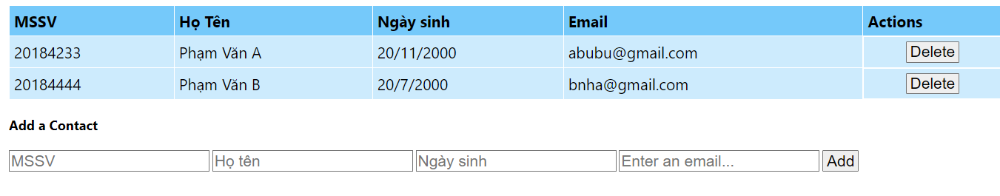 MSSV Họ Tên Ngày sinh Email Actions
20184233 Phạm Văn A 20/11/2000 abubu@gmail.com Delete
20184444 Phạm Văn B 20/7/2000 bnha@gmail.com Delete
Add a Contact
MSSV Họ tên Ngày sinh Enter an email... Add